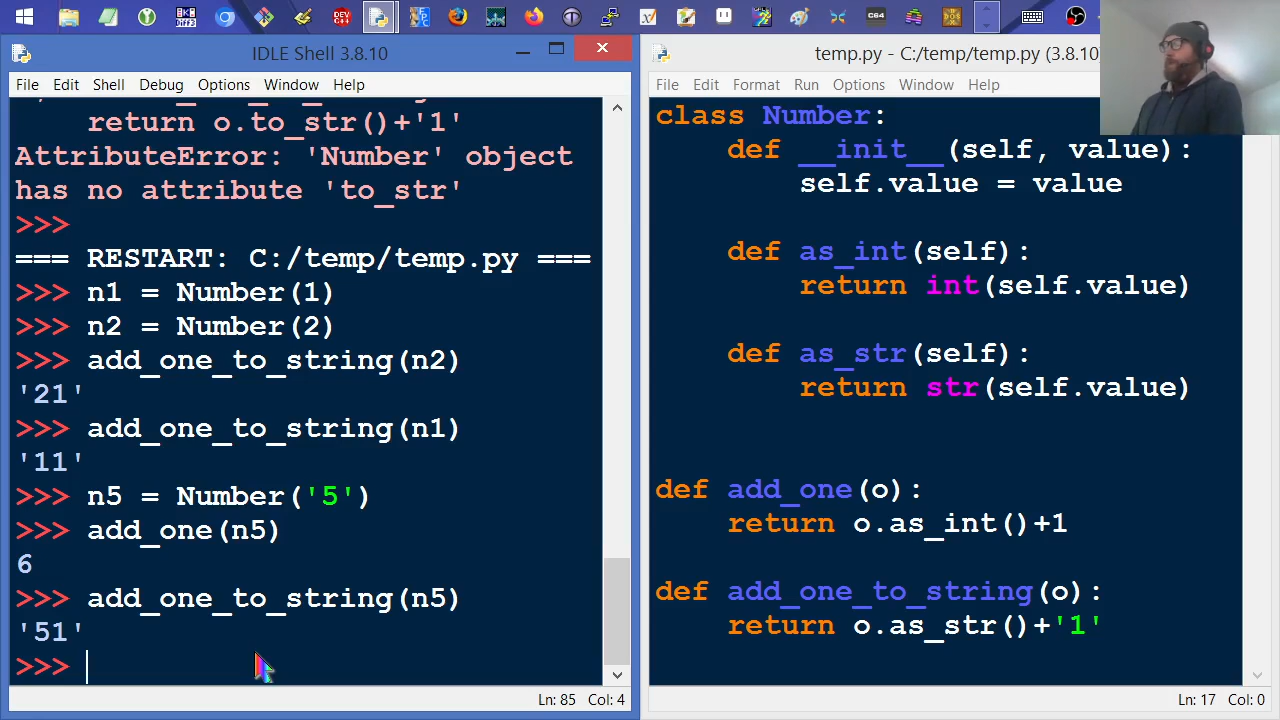 IDLE Shell 3.8.10
File Edit Shell Debug Options Window Help
return o.to_str()+'1'
AttributeError: 'Number' object
has no attribute 'to_str'
>>>
=== RESTART: C:/temp/temp.py ===
>>> n1 = Number(1)
>>> n2 = Number(2)
>>> add_one_to_string(n2)
'21'
>>> add_one_to_string(n1)
'11'
>>> n5 = Number('5')
>>> add_one(n5)
6
>>> add_one_to_string(n5)
'51'
>>>
Ln: 85 Col: 4
temp.py - C:/temp/temp.py (3.8.10)
File Edit Format Run Options Window Help
class Number:
def __init__(self, value):
self.value = value
def as_int(self):
return int(self.value)
def as_str(self):
return str(self.value)
def add_one(o):
return o.as_int()+1
def add_one_to_string(o):
return o.as_str()+'1'
Ln: 17 Col: 0